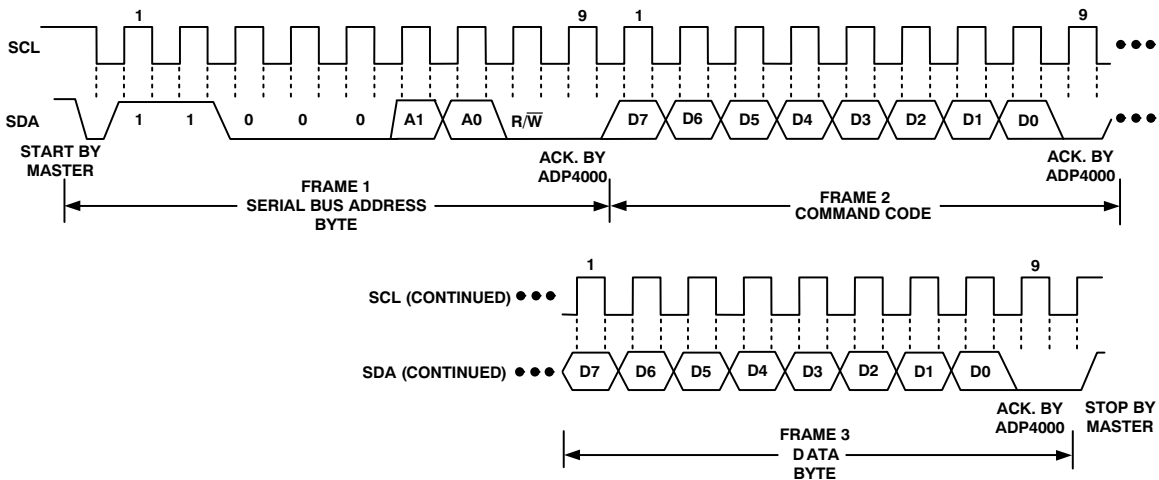 1 9 1 9
SCL
SDA 1 1 0 0 0 A1 A0 R/W̅ D7 D6 D5 D4 D3 D2 D1 D0
START BY
MASTER
ACK. BY
ADP4000
ACK. BY
ADP4000
FRAME 1
SERIAL BUS ADDRESS
BYTE
FRAME 2
COMMAND CODE
1 9
SCL (CONTINUED)
SDA (CONTINUED) D7 D6 D5 D4 D3 D2 D1 D0
ACK. BY
ADP4000
STOP BY
MASTER
FRAME 3
DATA
BYTE